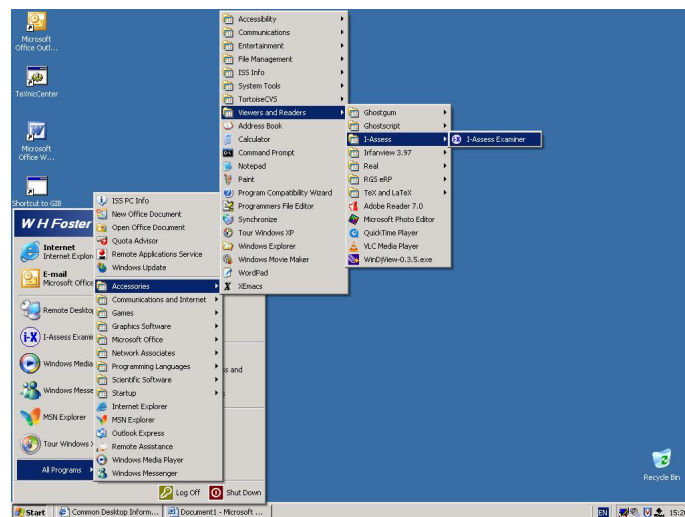 Microsoft
Office Outl...
TeXnicCenter
Microsoft
Office W...
Shortcut to GIB
W H Foster
Internet
Internet Explor
E-mail
Microsoft Office
Remote Desktop
I-Assess Exami
Windows Media
Windows Messe
MSN Explorer
Tour Windows X
All Programs
Log Off
Shut Down
ISS PC Info
New Office Document
Open Office Document
Quota Advisor
Remote Applications Service
Windows Update
Accessories
Communications and Internet
Games
Graphics Software
Microsoft Office
Network Associates
Programming Languages
Scientific Software
Startup
Internet Explorer
MSN Explorer
Outlook Express
Remote Assistance
Windows Media Player
Windows Messenger
s and
Accessibility
Communications
Entertainment
File Management
ISS Info
System Tools
TortoiseCVS
Viewers and Readers
Address Book
Calculator
Command Prompt
Notepad
Paint
Program Compatibility Wizard
Programmers File Editor
Synchronize
Tour Windows XP
Windows Explorer
Windows Movie Maker
WordPad
XEmacs
Ghostgum
Ghostscript
I-Assess
Irfanview 3.97
Real
RGS eRP
TeX and LaTeX
Adobe Reader 7.0
Microsoft Photo Editor
QuickTime Player
VLC Media Player
WinDjView-0.3.5.exe
i-X I-Assess Examiner
Recycle Bin
Start
Common Desktop Inform...
Document1 - Microsoft ...
EN
15:20